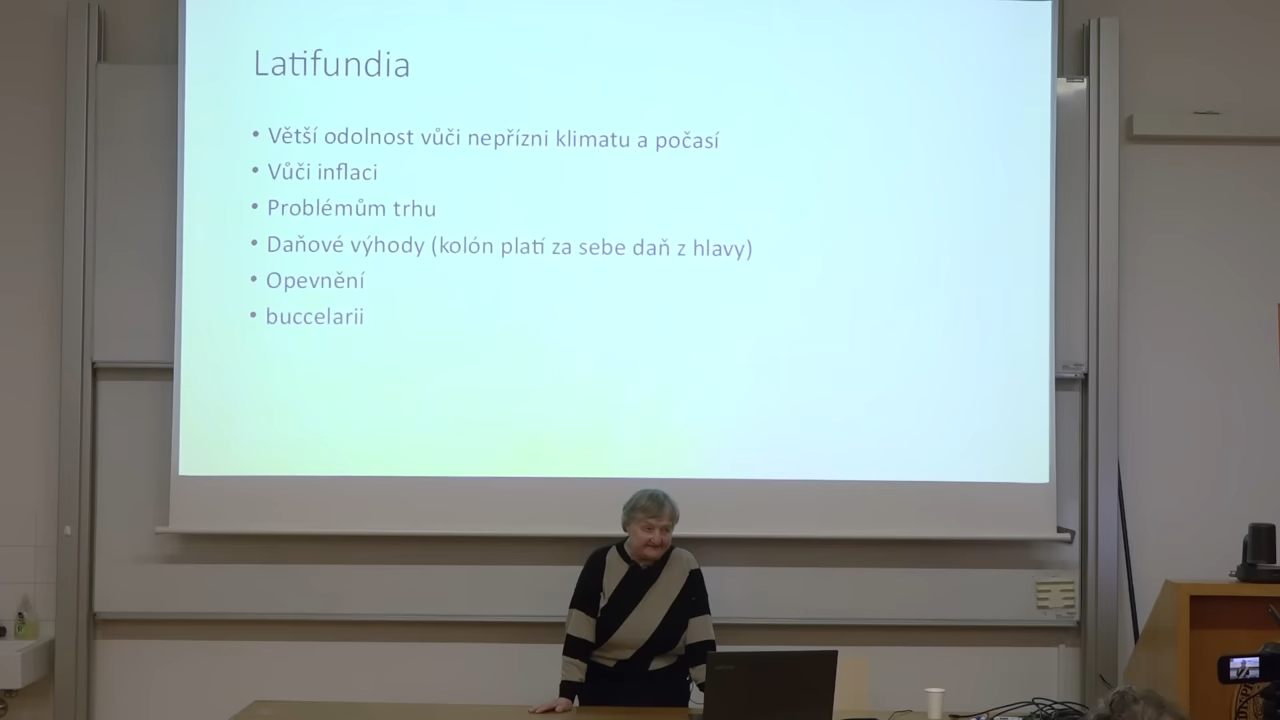 Latifundia
• Větší odolnost vůči nepřízni klimatu a počasí
• Vůči inflaci
• Problémům trhu
• Daňové výhody (kolón platí za sebe daň z hlavy)
• Opevnění
• buccelarii